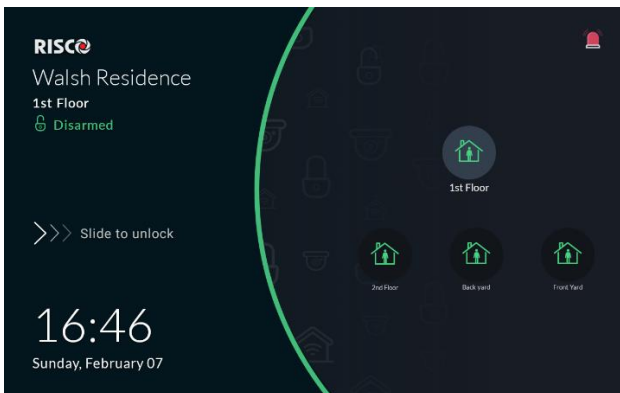 RISCO
Walsh Residence
1st Floor
Disarmed
1st Floor
Slide to unlock
2nd Floor
Back yard
Front Yard
16:46
Sunday, February 07